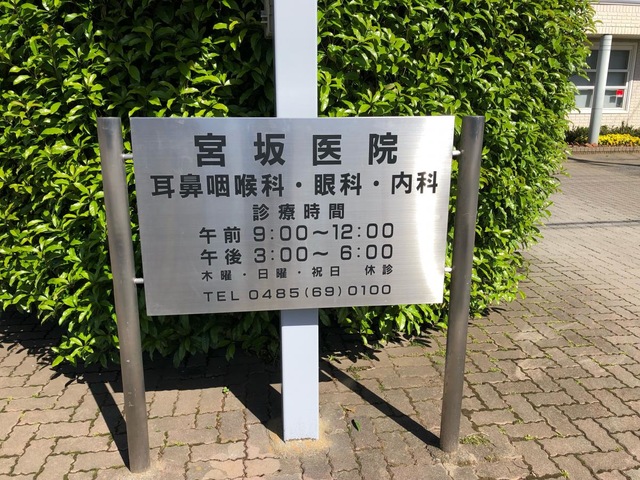 宮坂医院
耳鼻咽喉科・眼科・内科
診療時間
午前 9:00～12:00
午後 3:00～ 6:00
木曜・日曜・祝日 休診
TEL 0485(69)0100